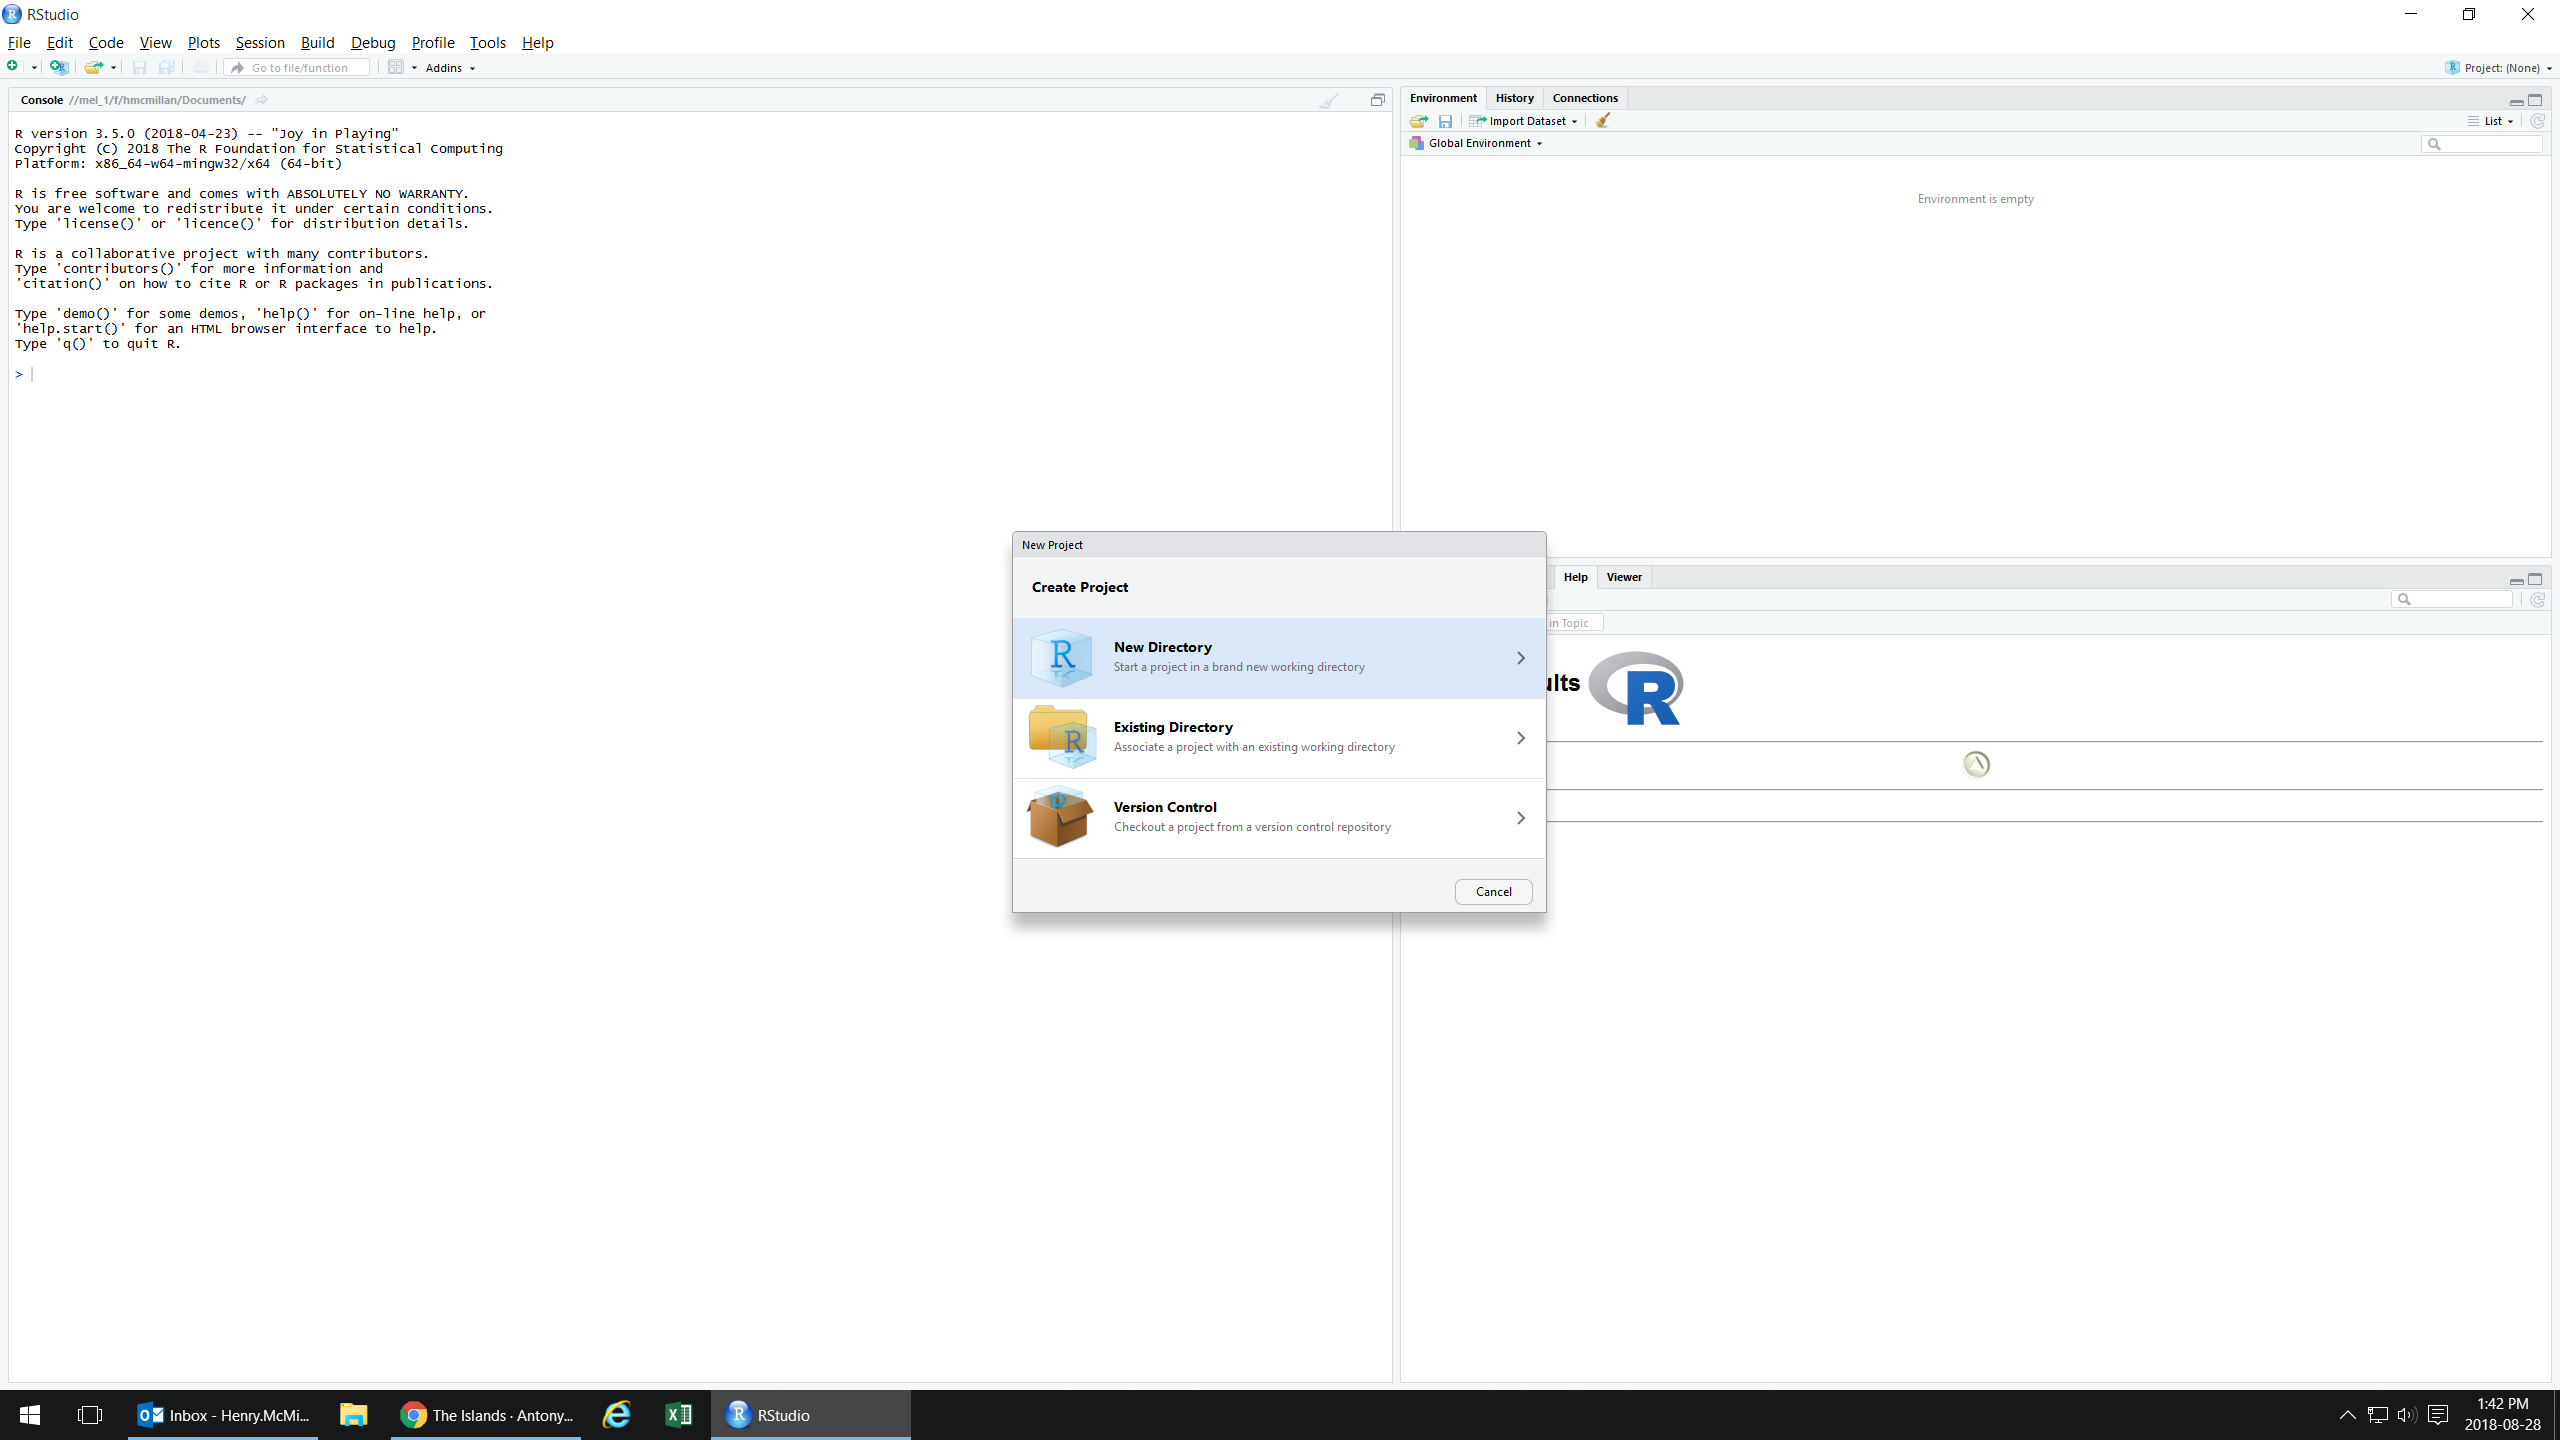 RStudio
File Edit Code View Plots Session Build Debug Profile Tools Help
Go to file/function Addins Project: (None)
Console //mel_1/f/hmcmillan/Documents/
R version 3.5.0 (2018-04-23) -- "Joy in Playing"
Copyright (C) 2018 The R Foundation for Statistical Computing
Platform: x86_64-w64-mingw32/x64 (64-bit)
R is free software and comes with ABSOLUTELY NO WARRANTY.
You are welcome to redistribute it under certain conditions.
Type 'license()' or 'licence()' for distribution details.
R is a collaborative project with many contributors.
Type 'contributors()' for more information and
'citation()' on how to cite R or R packages in publications.
Type 'demo()' for some demos, 'help()' for on-line help, or
'help.start()' for an HTML browser interface to help.
Type 'q()' to quit R.
>
Environment History Connections
Import Dataset List
Global Environment
Environment is empty
New Project
Create Project
New Directory
Start a project in a brand new working directory
Existing Directory
Associate a project with an existing working directory
Version Control
Checkout a project from a version control repository
Cancel
Help Viewer
in Topic
ults R
Inbox - Henry.McMi... The Islands · Antony... RStudio
1:42 PM
2018-08-28